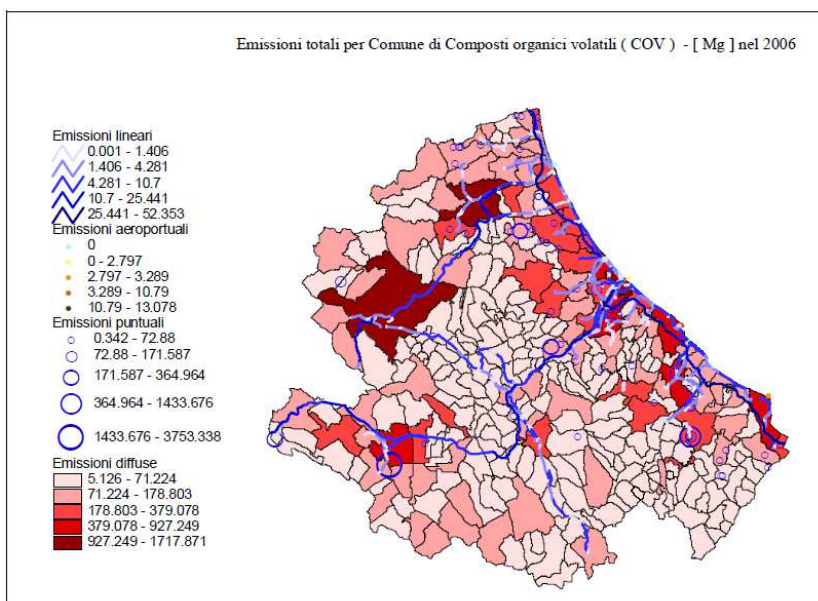 Emissioni totali per Comune di Composti organici volatili ( COV )  - [ Mg ] nel 2006
Emissioni lineari
0.001 - 1.406
1.406 - 4.281
4.281 - 10.7
10.7 - 25.441
25.441 - 52.353
Emissioni aeroportuali
0
0 - 2.797
2.797 - 3.289
3.289 - 10.79
10.79 - 13.078
Emissioni puntuali
0.342 - 72.88
72.88 - 171.587
171.587 - 364.964
364.964 - 1433.676
1433.676 - 3753.338
Emissioni diffuse
5.126 - 71.224
71.224 - 178.803
178.803 - 379.078
379.078 - 927.249
927.249 - 1717.871